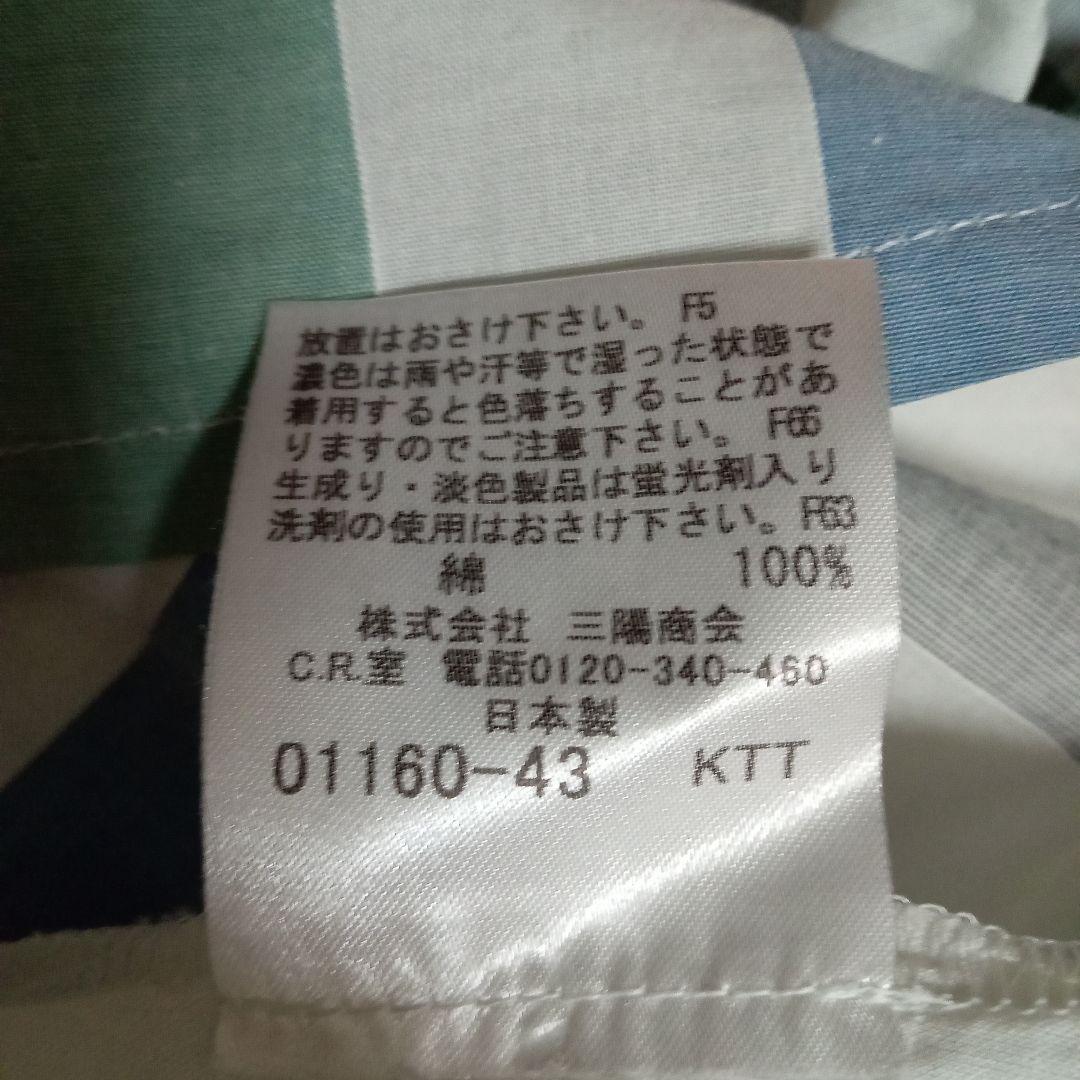 放置はおさけ下さい。 F5
濃色は雨や汗等で湿った状態で
着用すると色落ちすることがあ
りますのでご注意下さい。 F66
生成り・淡色製品は蛍光剤入り
洗剤の使用はおさけ下さい。F63
綿 100%
株式会社 三陽商会
C.R.室 電話0120-340-460
日本製
01160-43 KTT